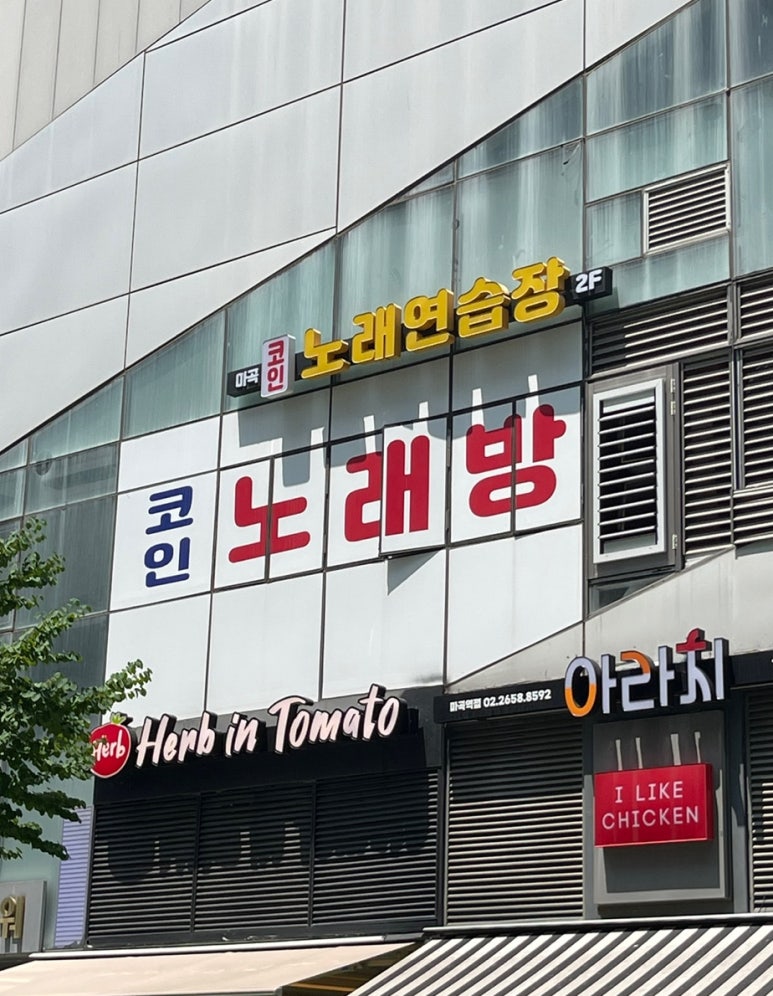 마곡 코인 노래연습장 2F
코인 노래방
Herb Herb in Tomato
마곡역점 02.2658.8592 아라치
I LIKE
CHICKEN